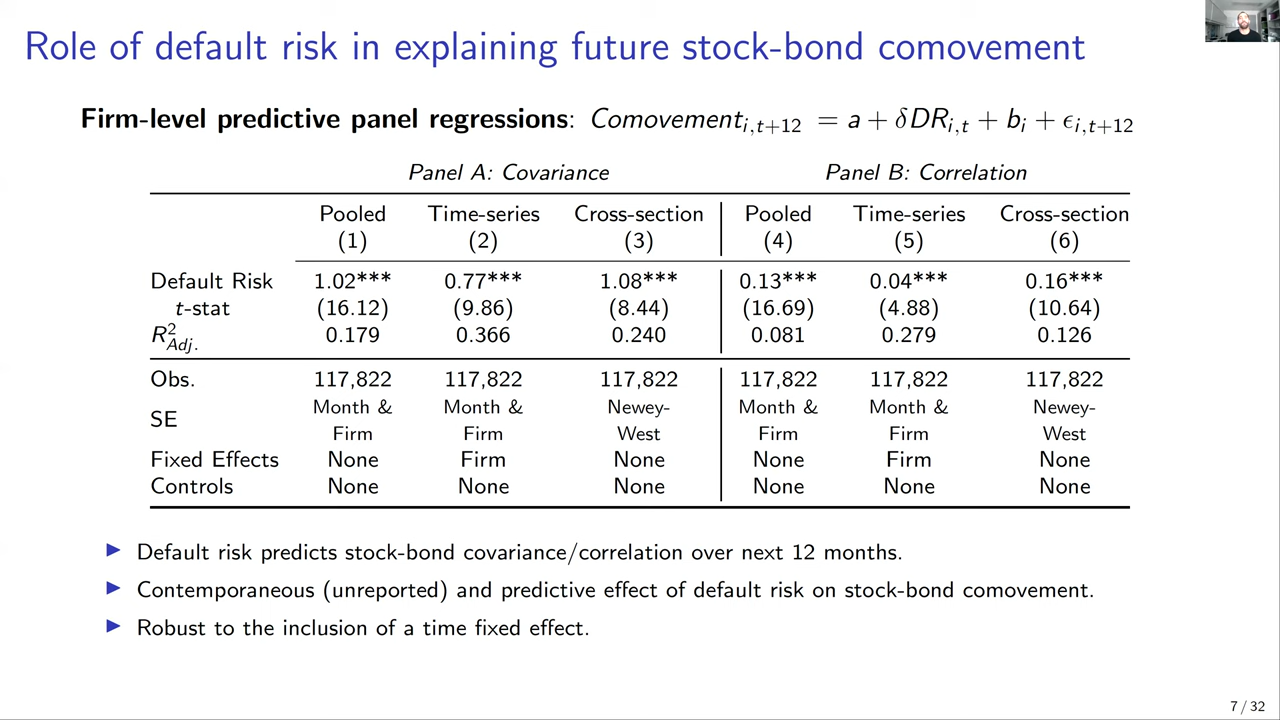 Role of default risk in explaining future stock-bond comovement
Firm-level predictive panel regressions: Comovement_{i,t+12} = a + δDR_{i,t} + b_i + ϵ_{i,t+12}
Panel A: Covariance Panel B: Correlation
Pooled Time-series Cross-section Pooled Time-series Cross-section
(1) (2) (3) (4) (5) (6)
Default Risk 1.02*** 0.77*** 1.08*** 0.13*** 0.04*** 0.16***
t-stat (16.12) (9.86) (8.44) (16.69) (4.88) (10.64)
R²_{Adj.} 0.179 0.366 0.240 0.081 0.279 0.126
Obs. 117,822 117,822 117,822 117,822 117,822 117,822
SE Month & Month & Newey- Month & Month & Newey-
Firm Firm West Firm Firm West
Fixed Effects None Firm None None Firm None
Controls None None None None None None
▶ Default risk predicts stock-bond covariance/correlation over next 12 months.
▶ Contemporaneous (unreported) and predictive effect of default risk on stock-bond comovement.
▶ Robust to the inclusion of a time fixed effect.
7 / 32